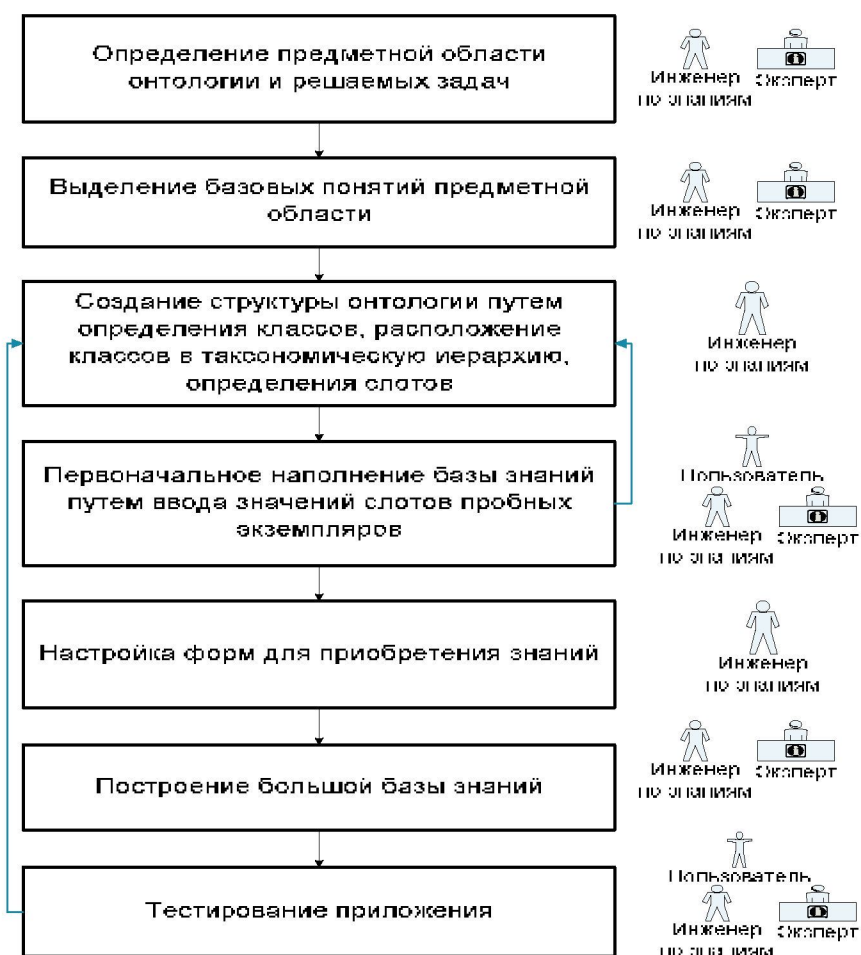 Определение предметной области
онтологии и решаемых задач
Инженер
по знаниям
Эксперт
Выделение базовых понятий предметной
области
Инженер
по знаниям
Эксперт
Создание структуры онтологии путем
определения классов, расположение
классов в таксономическую иерархию,
определения слотов
Инженер
по знаниям
Первоначальное наполнение базы знаний
путем ввода значений слотов пробных
экземпляров
Пользователь
Инженер
по знаниям
Эксперт
Настройка форм для приобретения знаний
Инженер
по знаниям
Построение большой базы знаний
Инженер
по знаниям
Эксперт
Тестирование приложения
Пользователь
Инженер
по знаниям
Эксперт